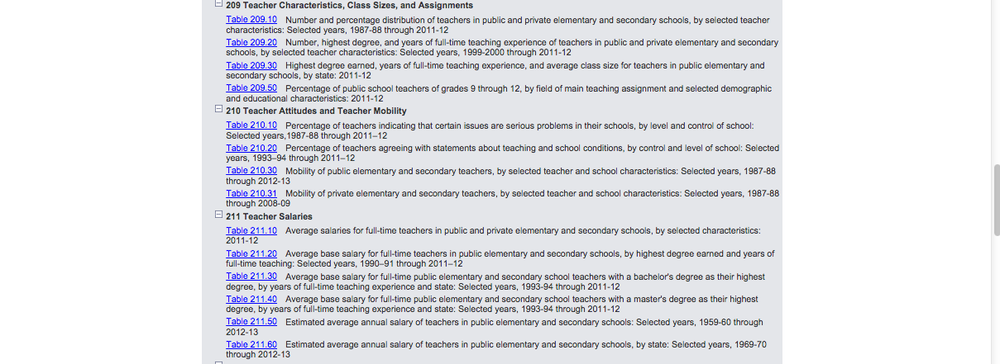 209 Teacher Characteristics, Class Sizes, and Assignments
Table 209.10 Number and percentage distribution of teachers in public and private elementary and secondary schools, by selected teacher
characteristics: Selected years, 1987-88 through 2011-12
Table 209.20 Number, highest degree, and years of full-time teaching experience of teachers in public and private elementary and secondary
schools, by selected teacher characteristics: Selected years, 1999-2000 through 2011-12
Table 209.30 Highest degree earned, years of full-time teaching experience, and average class size for teachers in public elementary and
secondary schools, by state: 2011-12
Table 209.50 Percentage of public school teachers of grades 9 through 12, by field of main teaching assignment and selected demographic
and educational characteristics: 2011-12
210 Teacher Attitudes and Teacher Mobility
Table 210.10 Percentage of teachers indicating that certain issues are serious problems in their schools, by level and control of school:
Selected years,1987-88 through 2011–12
Table 210.20 Percentage of teachers agreeing with statements about teaching and school conditions, by control and level of school: Selected
years, 1993–94 through 2011–12
Table 210.30 Mobility of public elementary and secondary teachers, by selected teacher and school characteristics: Selected years, 1987-88
through 2012-13
Table 210.31 Mobility of private elementary and secondary teachers, by selected teacher and school characteristics: Selected years, 1987-88
through 2008-09
211 Teacher Salaries
Table 211.10 Average salaries for full-time teachers in public and private elementary and secondary schools, by selected characteristics:
2011-12
Table 211.20 Average base salary for full-time teachers in public elementary and secondary schools, by highest degree earned and years of
full-time teaching: Selected years, 1990–91 through 2011–12
Table 211.30 Average base salary for full-time public elementary and secondary school teachers with a bachelor's degree as their highest
degree, by years of full-time teaching experience and state: Selected years, 1993-94 through 2011-12
Table 211.40 Average base salary for full-time public elementary and secondary school teachers with a master's degree as their highest
degree, by years of full-time teaching experience and state: Selected years, 1993-94 through 2011-12
Table 211.50 Estimated average annual salary of teachers in public elementary and secondary schools: Selected years, 1959-60 through
2012-13
Table 211.60 Estimated average annual salary of teachers in public elementary and secondary schools, by state: Selected years, 1969-70
through 2012-13